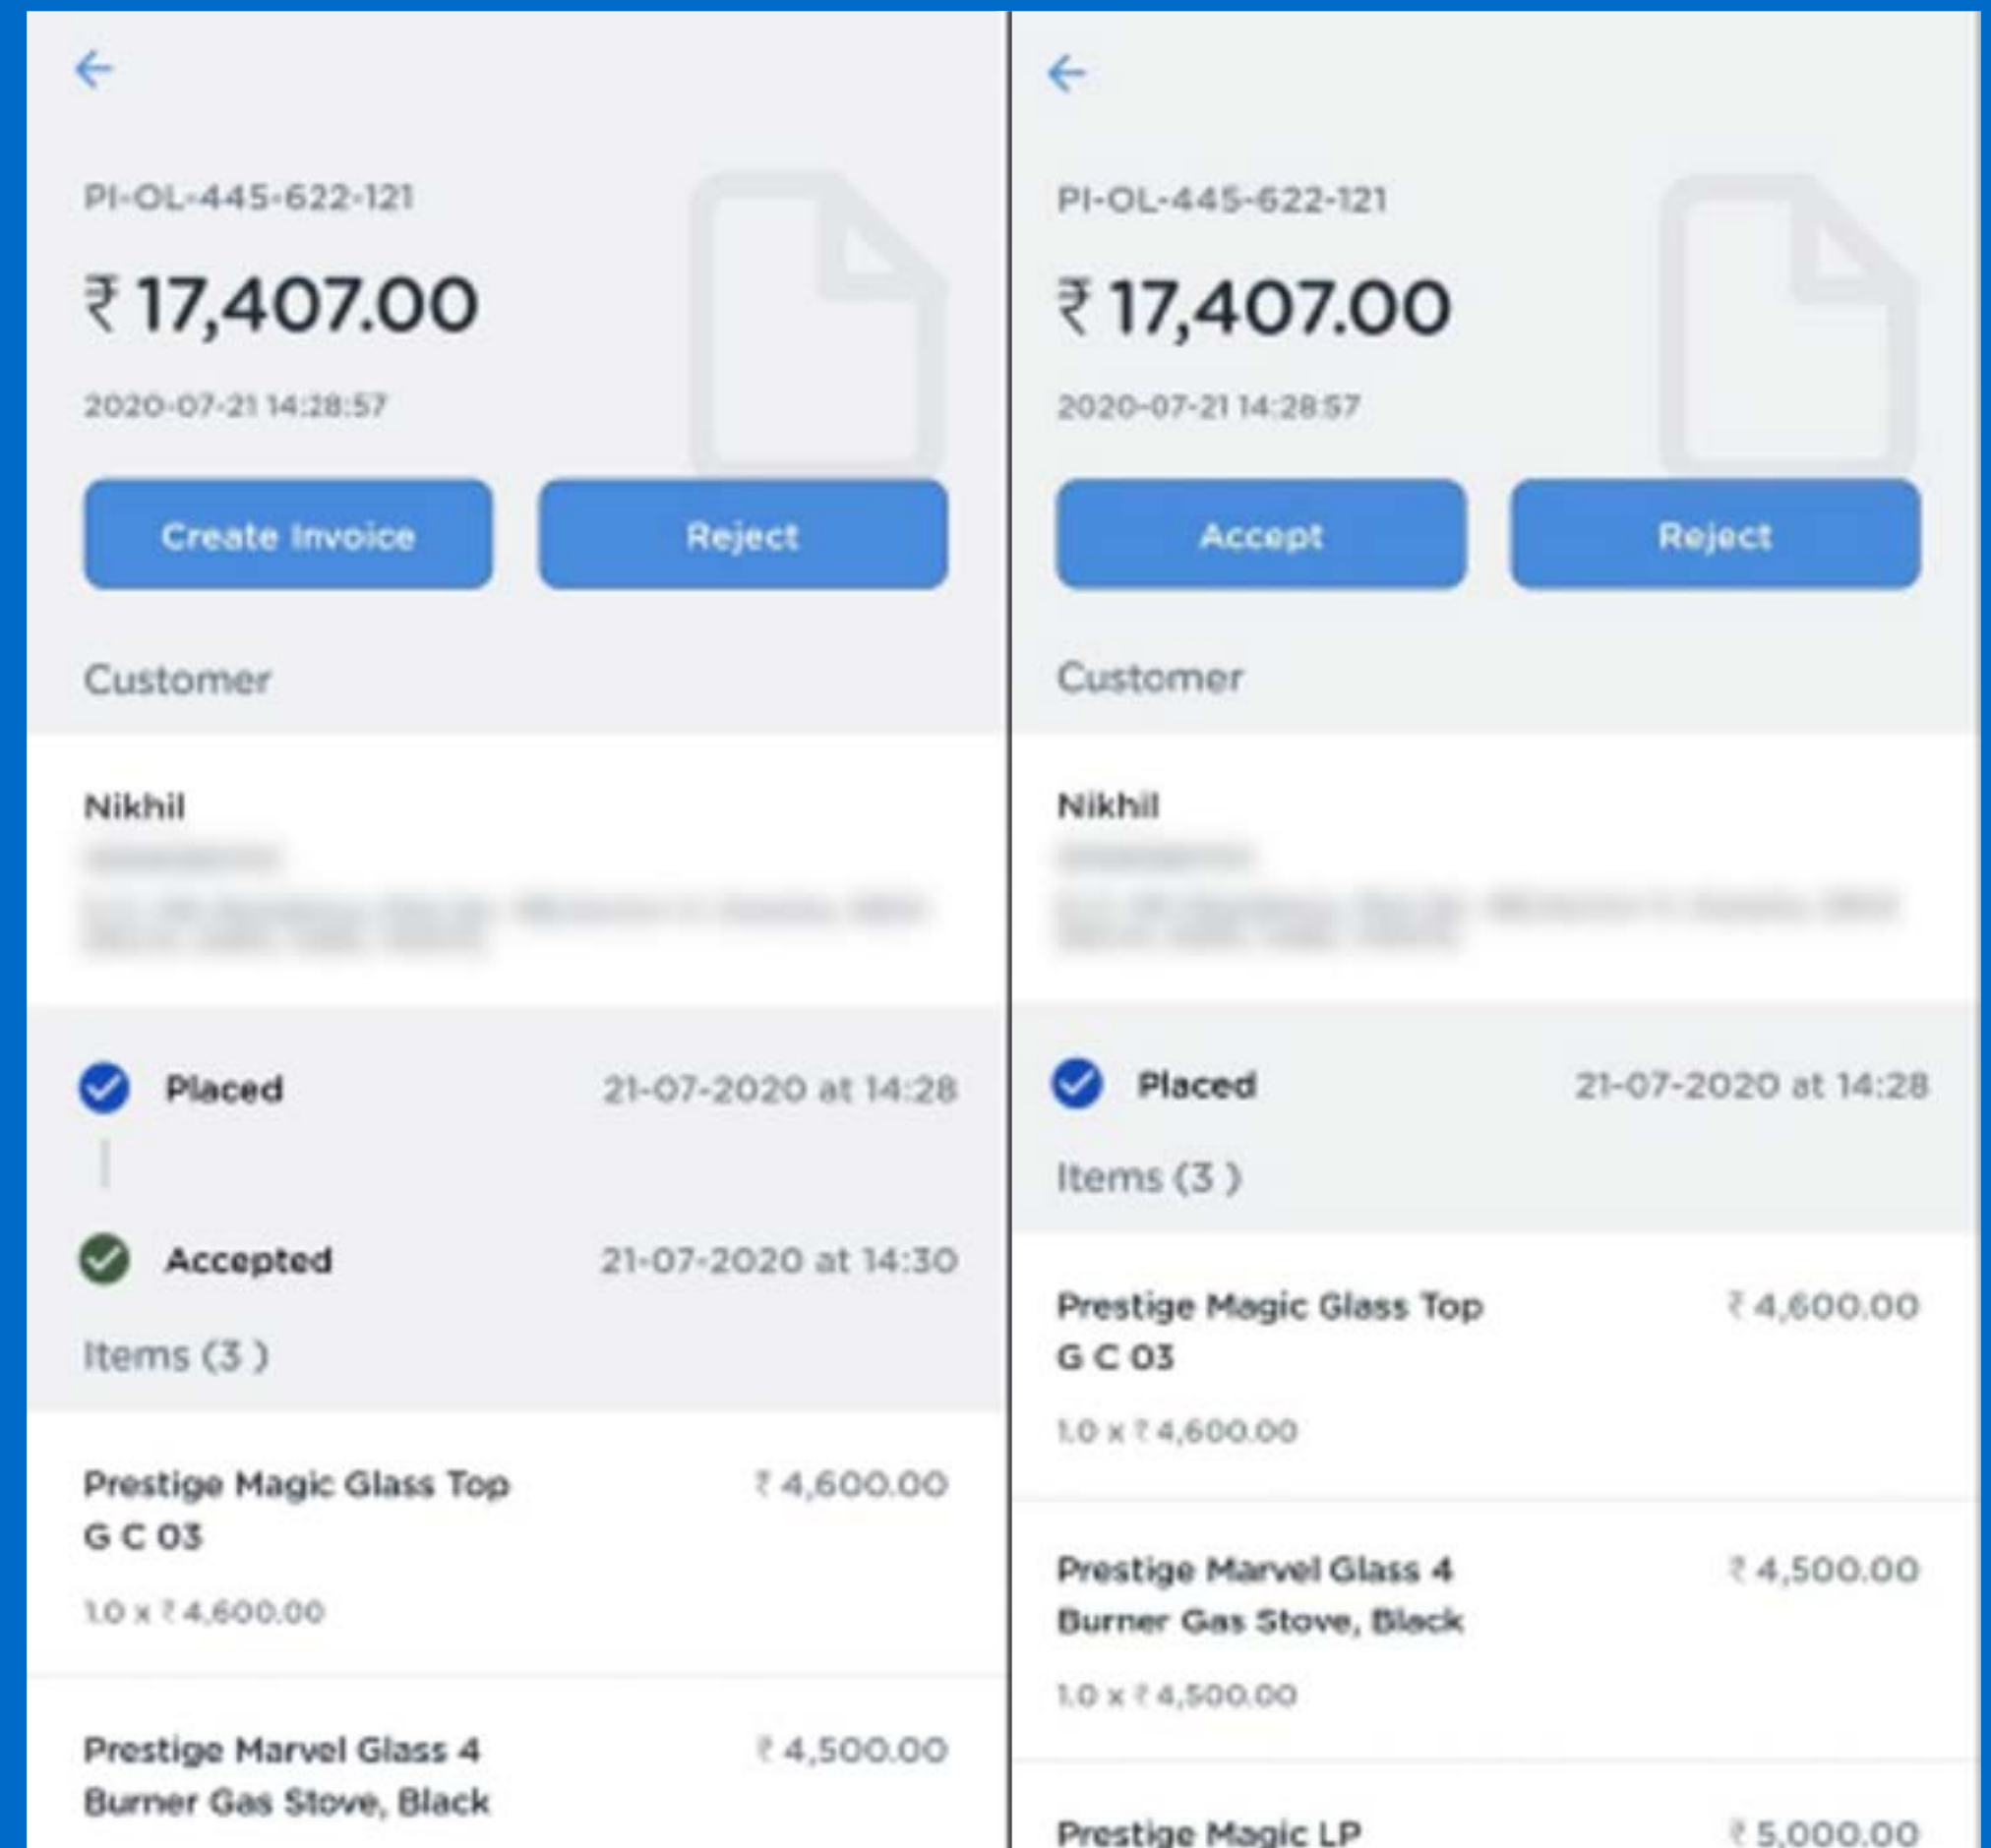 PI-OL-445-622-121
₹ 17,407.00
2020-07-21 14:28:57
Create Invoice Reject
Customer
Nikhil
Placed 21-07-2020 at 14:28
Accepted 21-07-2020 at 14:30
Items (3 )
Prestige Magic Glass Top ₹ 4,600.00
G C 03
1.0 x ₹ 4,600.00
Prestige Marvel Glass 4 ₹ 4,500.00
Burner Gas Stove, Black
PI-OL-445-622-121
₹ 17,407.00
2020-07-21 14:28:57
Accept Reject
Customer
Nikhil
Placed 21-07-2020 at 14:28
Items (3 )
Prestige Magic Glass Top ₹ 4,600.00
G C 03
1.0 x ₹ 4,600.00
Prestige Marvel Glass 4 ₹ 4,500.00
Burner Gas Stove, Black
1.0 x ₹ 4,500.00
Prestige Magic LP ₹ 5,000.00